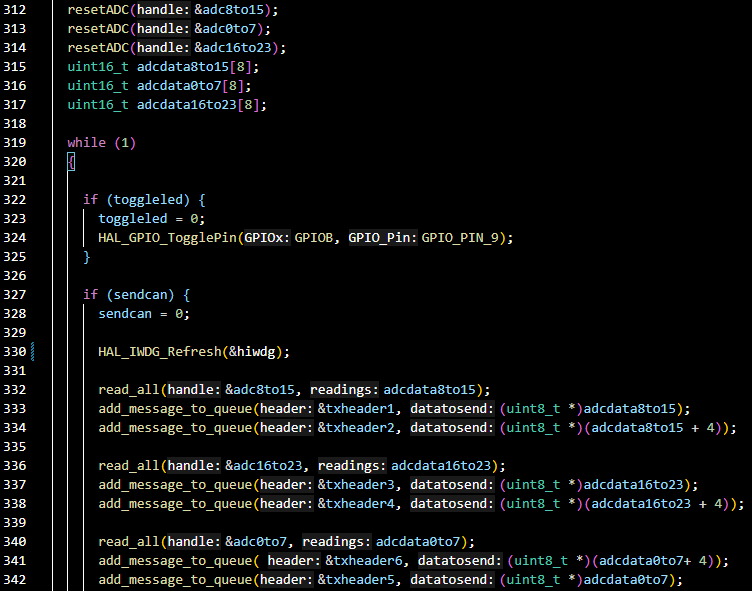 312 resetADC(handle: &adc8to15);
313 resetADC(handle: &adc0to7);
314 resetADC(handle: &adc16to23);
315 uint16_t adcdata8to15[8];
316 uint16_t adcdata0to7[8];
317 uint16_t adcdata16to23[8];
318
319 while (1)
320 {
321
322 if (toggleled) {
323 toggleled = 0;
324 HAL_GPIO_TogglePin(GPIOx: GPIOB, GPIO_Pin: GPIO_PIN_9);
325 }
326
327 if (sendcan) {
328 sendcan = 0;
329
330 HAL_IWDG_Refresh(&hiwdg);
331
332 read_all(handle: &adc8to15, readings: adcdata8to15);
333 add_message_to_queue(header: &txheader1, datatosend: (uint8_t *)adcdata8to15);
334 add_message_to_queue(header: &txheader2, datatosend: (uint8_t *)(adcdata8to15 + 4));
335
336 read_all(handle: &adc16to23, readings: adcdata16to23);
337 add_message_to_queue(header: &txheader3, datatosend: (uint8_t *)adcdata16to23);
338 add_message_to_queue(header: &txheader4, datatosend: (uint8_t *)(adcdata16to23 + 4));
339
340 read_all(handle: &adc0to7, readings: adcdata0to7);
341 add_message_to_queue( header: &txheader6, datatosend: (uint8_t *)(adcdata0to7+ 4));
342 add_message_to_queue(header: &txheader5, datatosend: (uint8_t *)adcdata0to7);